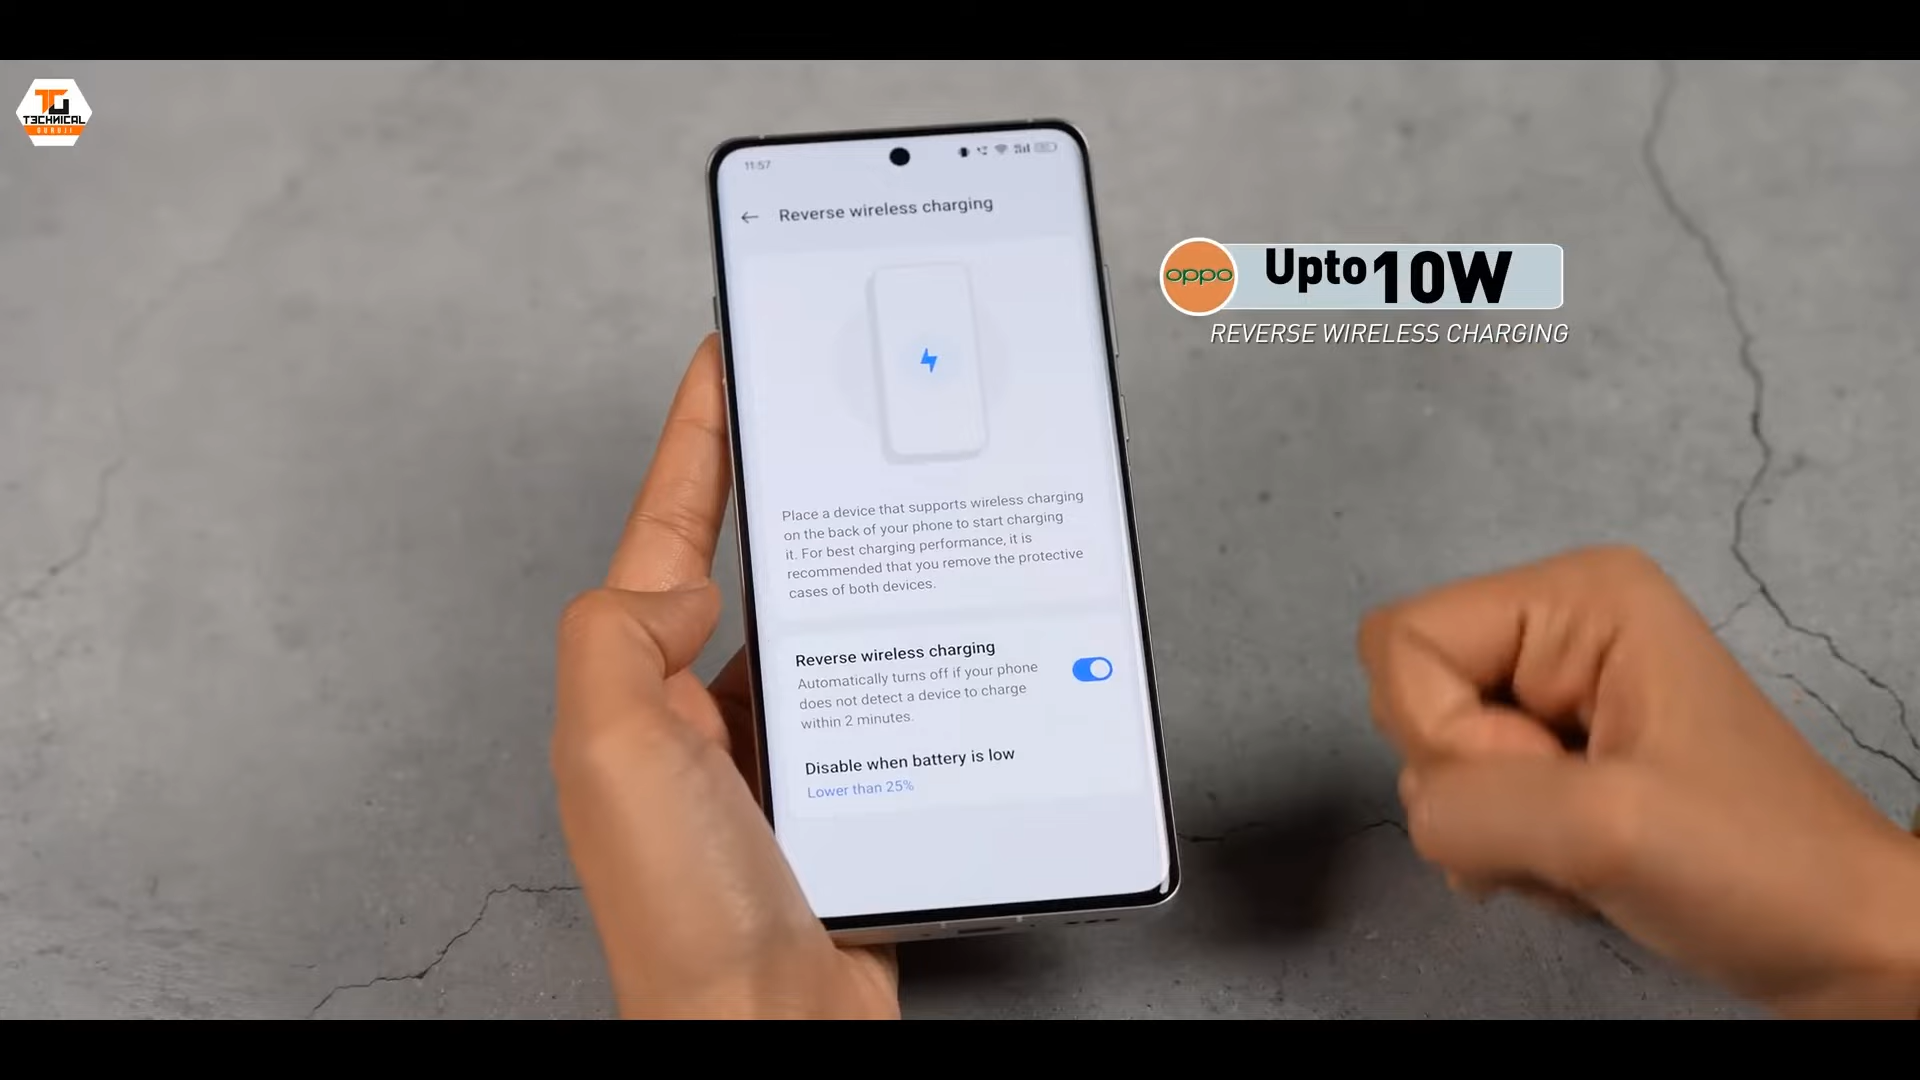 TECHNICAL
GURUJI
11:57
Reverse wireless charging
oppo
Upto 10W
REVERSE WIRELESS CHARGING
Place a device that supports wireless charging
on the back of your phone to start charging
it. For best charging performance, it is
recommended that you remove the protective
cases of both devices.
Reverse wireless charging
Automatically turns off if your phone
does not detect a device to charge
within 2 minutes.
Disable when battery is low
Lower than 25%